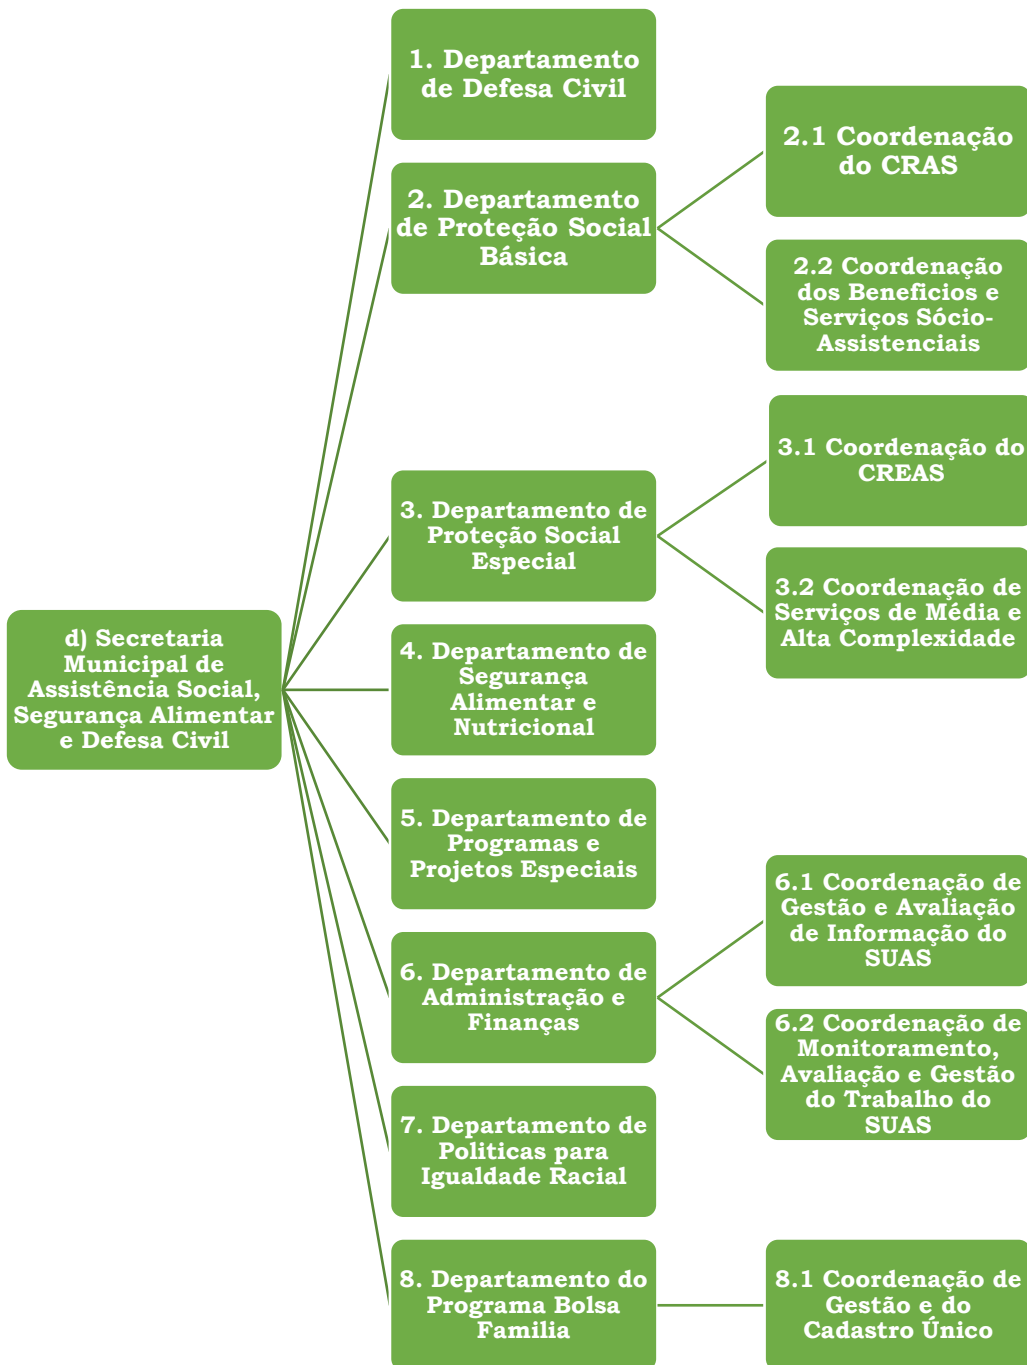 d) Secretaria
Municipal de
Assistência Social,
Segurança Alimentar
e Defesa Civil
1. Departamento
de Defesa Civil
2. Departamento
de Proteção Social
Básica
2.1 Coordenação
do CRAS
2.2 Coordenação
dos Beneficios e
Serviços Sócio-
Assistenciais
3. Departamento de
Proteção Social
Especial
3.1 Coordenação do
CREAS
3.2 Coordenação de
Serviços de Média e
Alta Complexidade
4. Departamento de
Segurança
Alimentar e
Nutricional
5. Departamento de
Programas e
Projetos Especiais
6. Departamento de
Administração e
Finanças
6.1 Coordenação de
Gestão e Avaliação
de Informação do
SUAS
6.2 Coordenação de
Monitoramento,
Avaliação e Gestão
do Trabalho do
SUAS
7. Departamento de
Politicas para
Igualdade Racial
8. Departamento do
Programa Bolsa
Familia
8.1 Coordenação de
Gestão e do
Cadastro Único